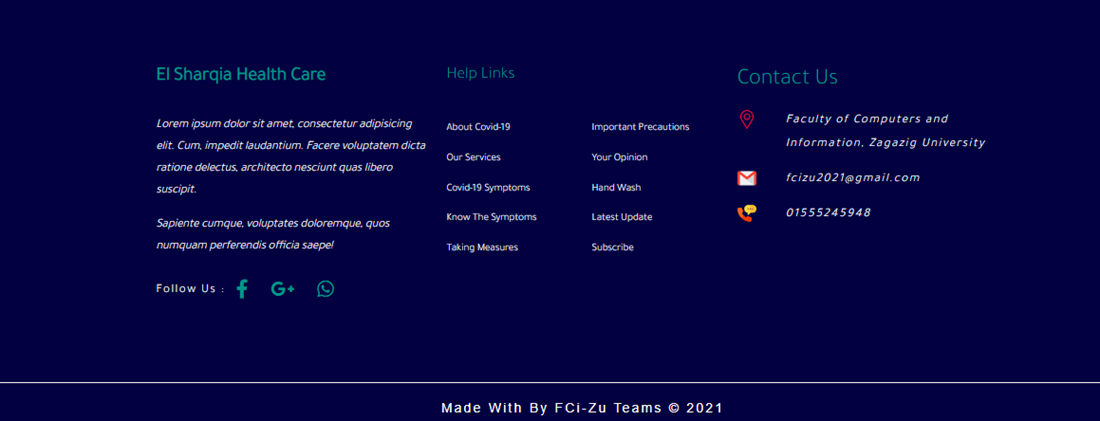 El Sharqia Health Care
Lorem ipsum dolor sit amet, consectetur adipisicing
elit. Cum, impedit laudantium. Facere voluptatem dicta
ratione delectus, architecto nesciunt quas libero
suscipit.
Sapiente cumque, voluptates doloremque, quos
numquam perferendis officia saepe!
Follow Us :
Help Links
About Covid-19
Our Services
Covid-19 Symptoms
Know The Symptoms
Taking Measures
Important Precautions
Your Opinion
Hand Wash
Latest Update
Subscribe
Contact Us
Faculty of Computers and
Information, Zagazig University
fcizu2021@gmail.com
01555245948
Made With By FCi-Zu Teams © 2021